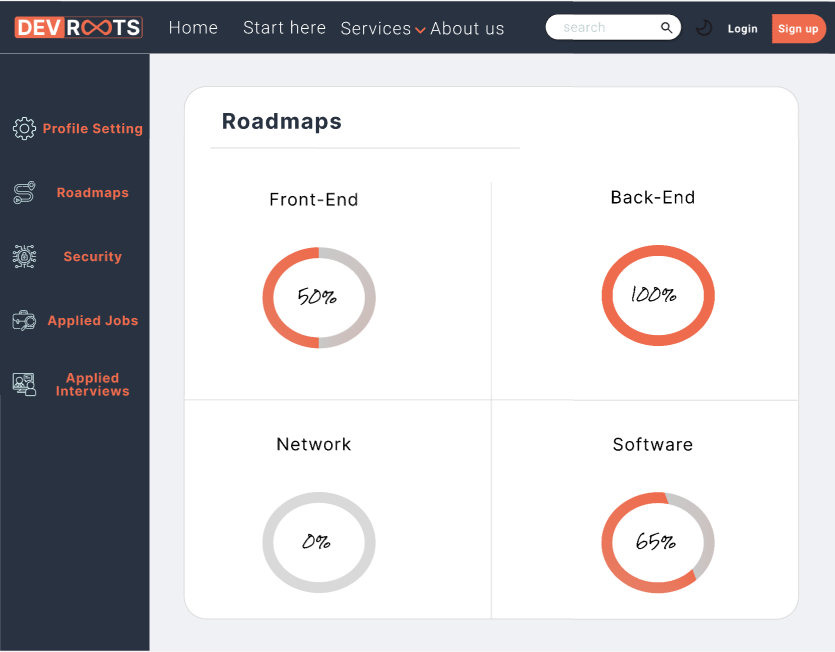 DEVROOTS Home Start here Services About us search Login Sign up
Profile Setting
Roadmaps
Security
Applied Jobs
Applied
Interviews
Roadmaps
Front-End
Back-End
50%
100%
Network
Software
0%
65%